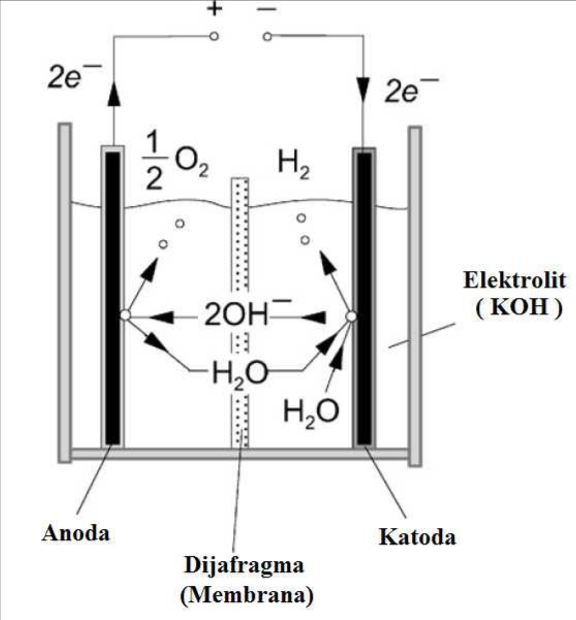 + −
2e⁻
2e⁻
1/2 O₂
H₂
2OH⁻
H₂O
H₂O
Elektrolit
( KOH )
Anoda
Katoda
Dijafragma
(Membrana)